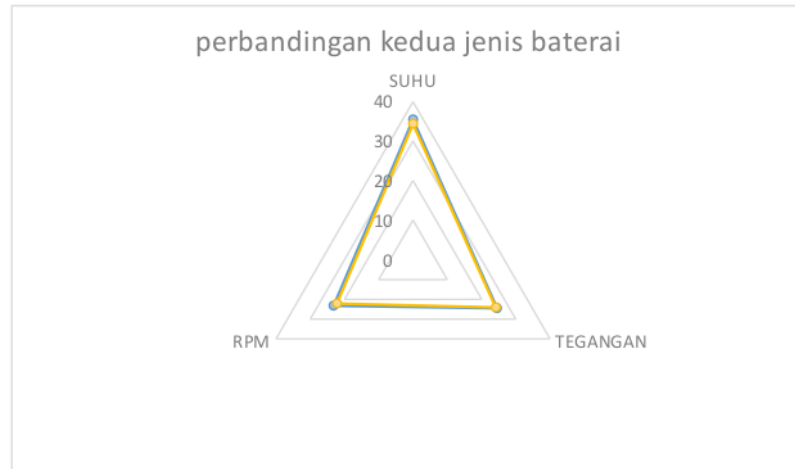 perbandingan kedua jenis baterai
SUHU
40
30
20
10
0
RPM
TEGANGAN